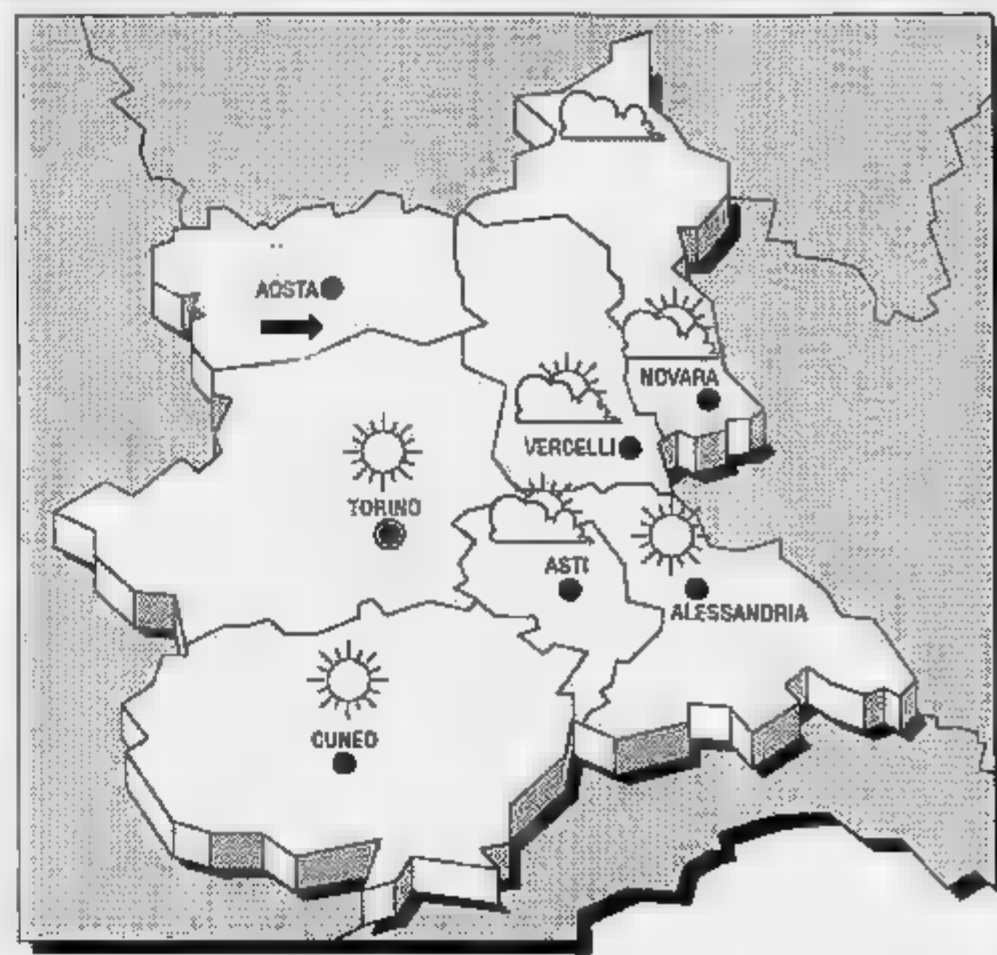 AOSTA
NOVARA
VERCELLI
TORINO
ASTI
ALESSANDRIA
CUNEO